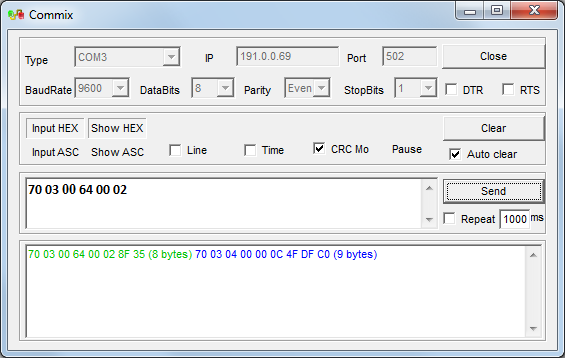 Commix
Type COM3 IP 191.0.0.69 Port 502 Close
BaudRate 9600 DataBits 8 Parity Even StopBits 1 DTR RTS
Input HEX Show HEX Clear
Input ASC Show ASC Line Time CRC Mo Pause Auto clear
70 03 00 64 00 02 Send
Repeat 1000 ms
70 03 00 64 00 02 8F 35 (8 bytes) 70 03 04 00 00 0C 4F DF C0 (9 bytes)